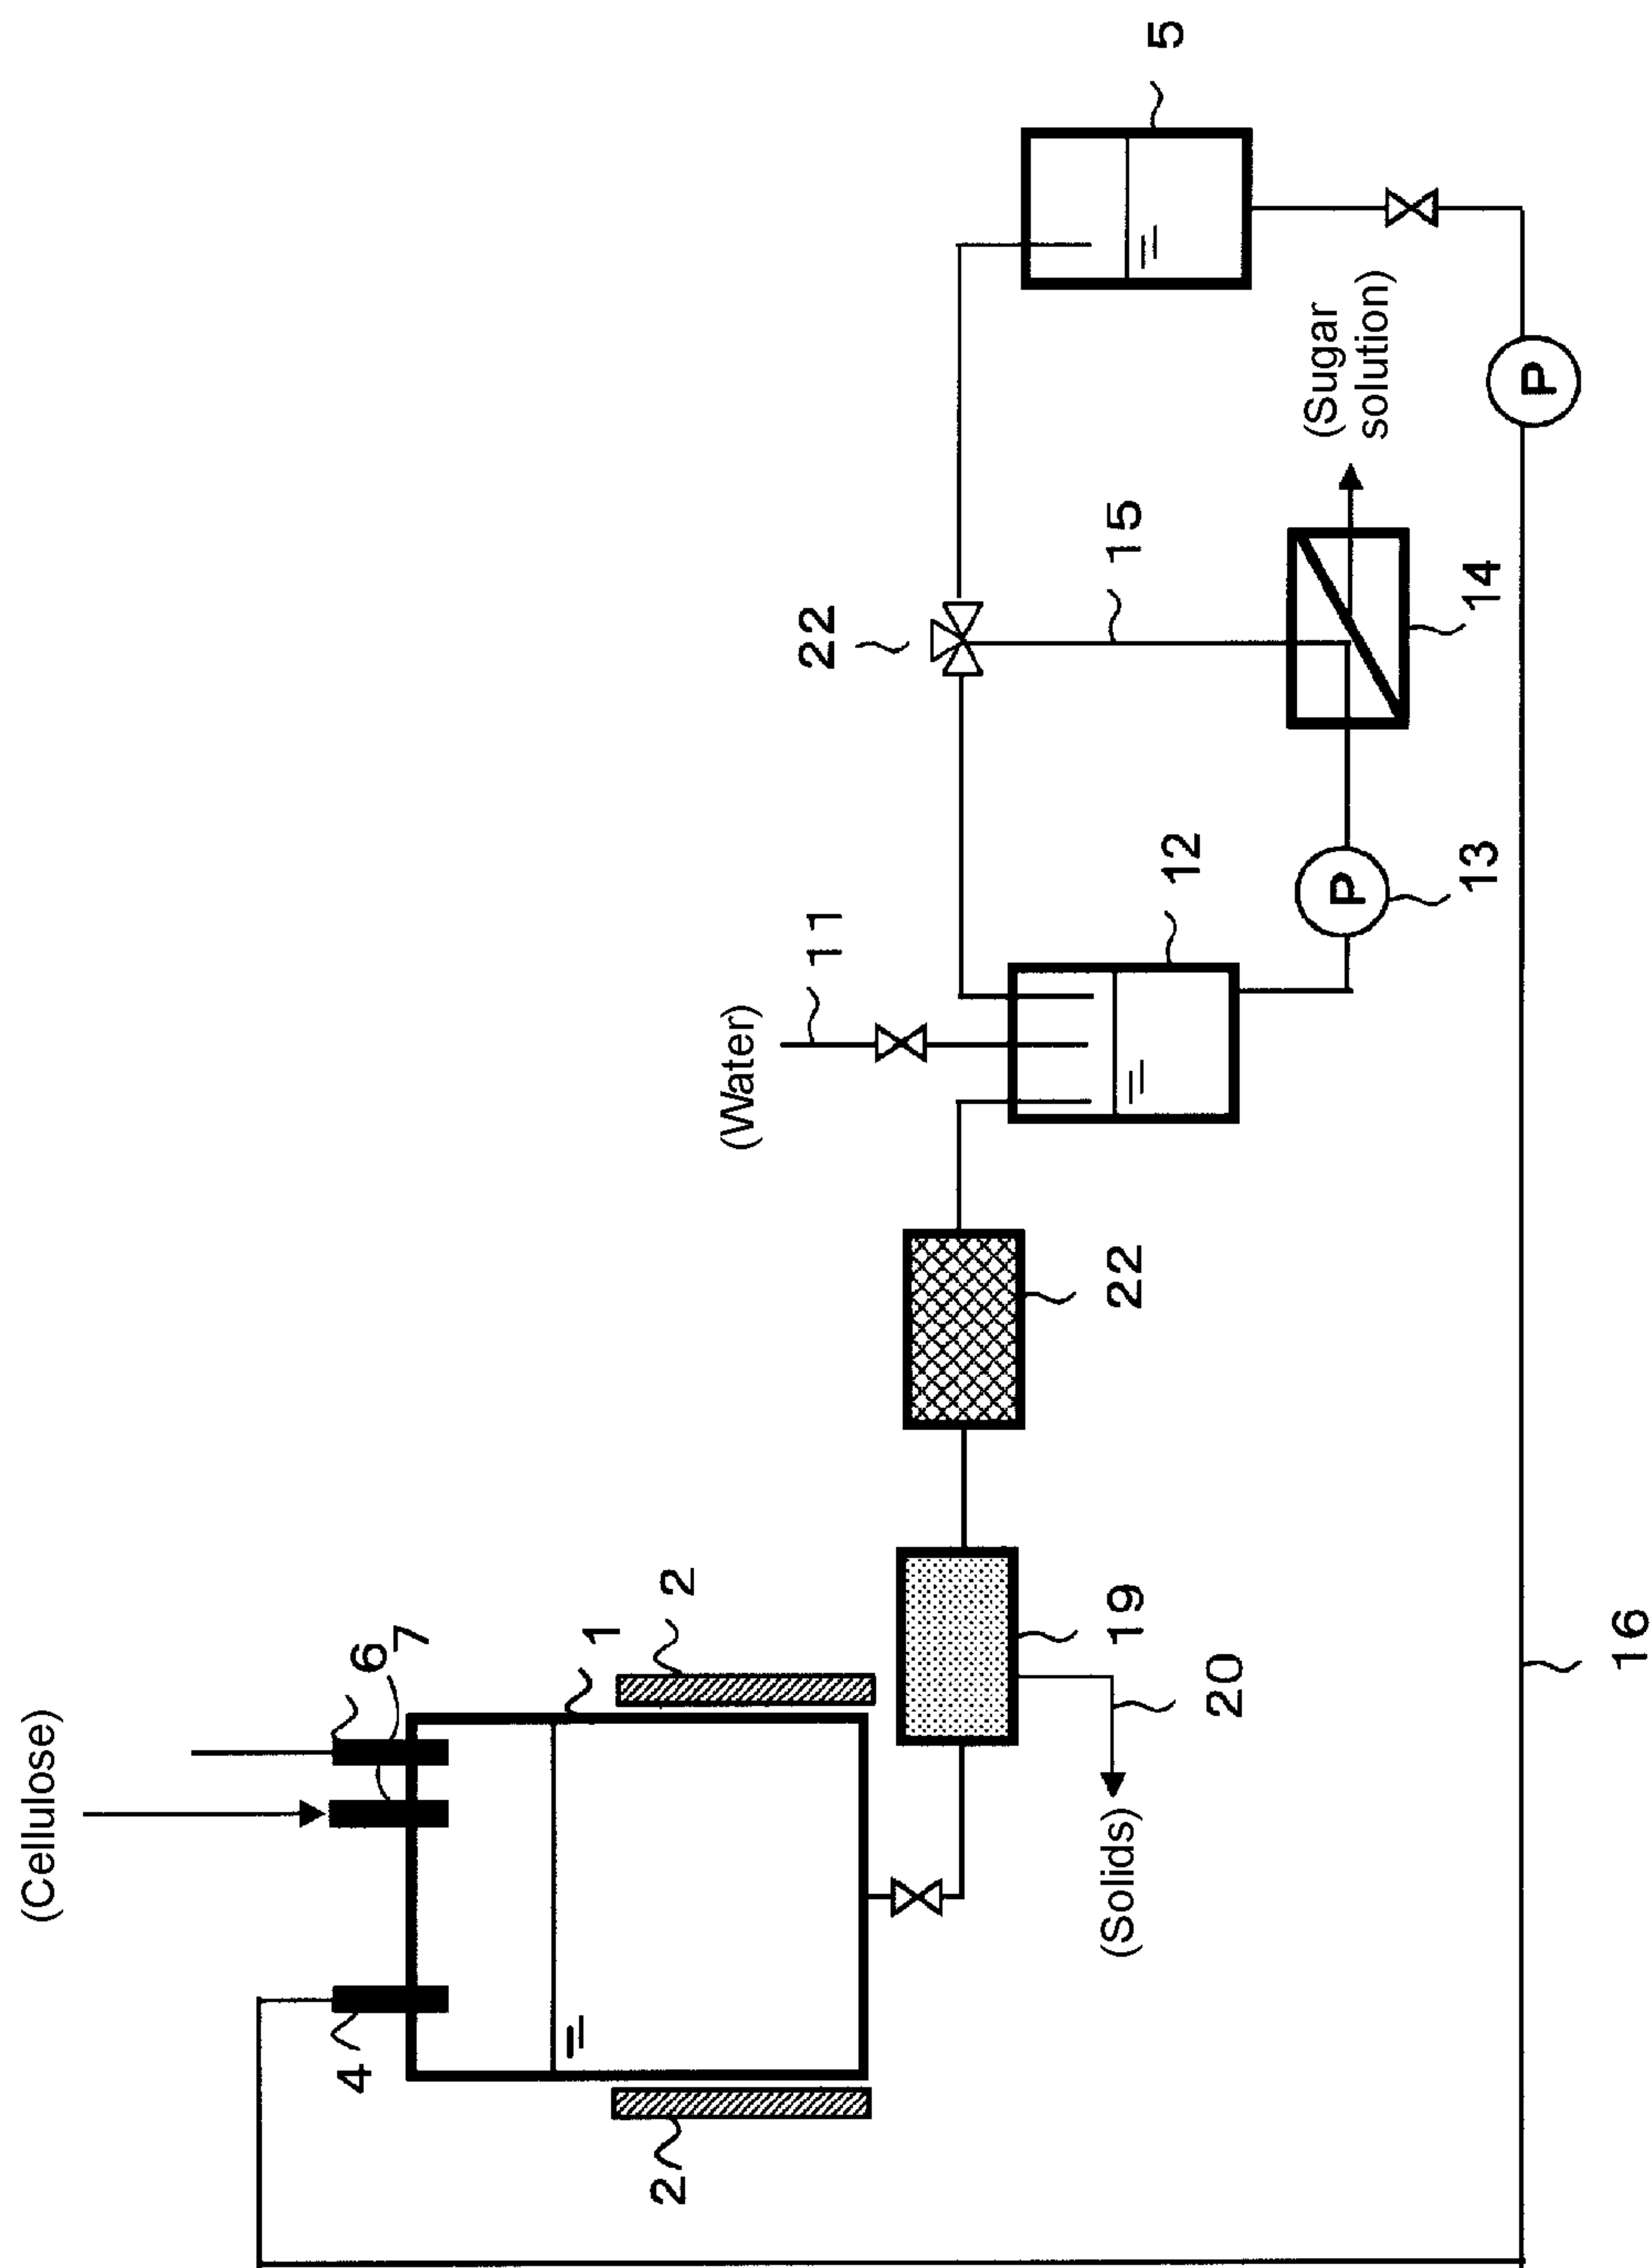 (Cellulose)
6
7
4
1
2
2
(Water)
11
22
5
12
15
(Sugar
solution)
22
19
20
(Solids)
P
13
14
P
16